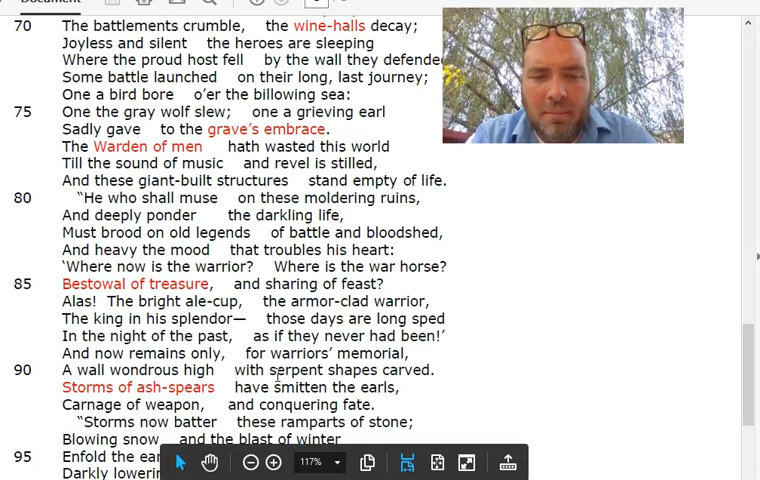 Document
70 The battlements crumble, the wine-halls decay;
Joyless and silent the heroes are sleeping
Where the proud host fell by the wall they defended
Some battle launched on their long, last journey;
One a bird bore o'er the billowing sea:
75 One the gray wolf slew; one a grieving earl
Sadly gave to the grave's embrace.
The Warden of men hath wasted this world
Till the sound of music and revel is stilled,
And these giant-built structures stand empty of life.
80 "He who shall muse on these moldering ruins,
And deeply ponder the darkling life,
Must brood on old legends of battle and bloodshed,
And heavy the mood that troubles his heart:
'Where now is the warrior? Where is the war horse?
85 Bestowal of treasure, and sharing of feast?
Alas! The bright ale-cup, the armor-clad warrior,
The king in his splendor— those days are long sped
In the night of the past, as if they never had been!'
And now remains only, for warriors' memorial,
90 A wall wondrous high with serpent shapes carved.
Storms of ash-spears have smitten the earls,
Carnage of weapon, and conquering fate.
"Storms now batter these ramparts of stone;
Blowing snow and the blast of winter
95 Enfold the ear
Darkly lowerin
117%